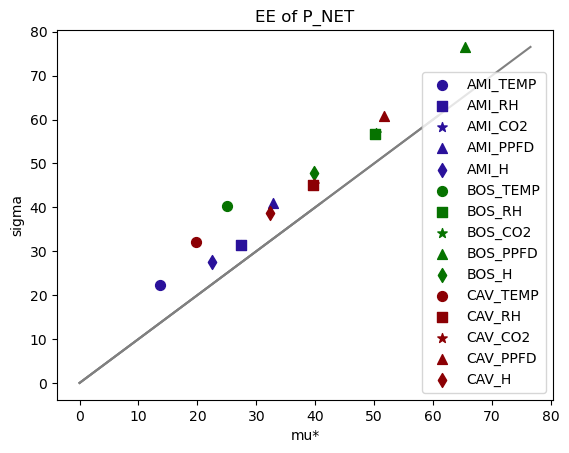 EE of P_NET
80
70
60
50
40
30
20
10
0
sigma
0 10 20 30 40 50 60 70 80
mu*
AMI_TEMP
AMI_RH
AMI_CO2
AMI_PPFD
AMI_H
BOS_TEMP
BOS_RH
BOS_CO2
BOS_PPFD
BOS_H
CAV_TEMP
CAV_RH
CAV_CO2
CAV_PPFD
CAV_H